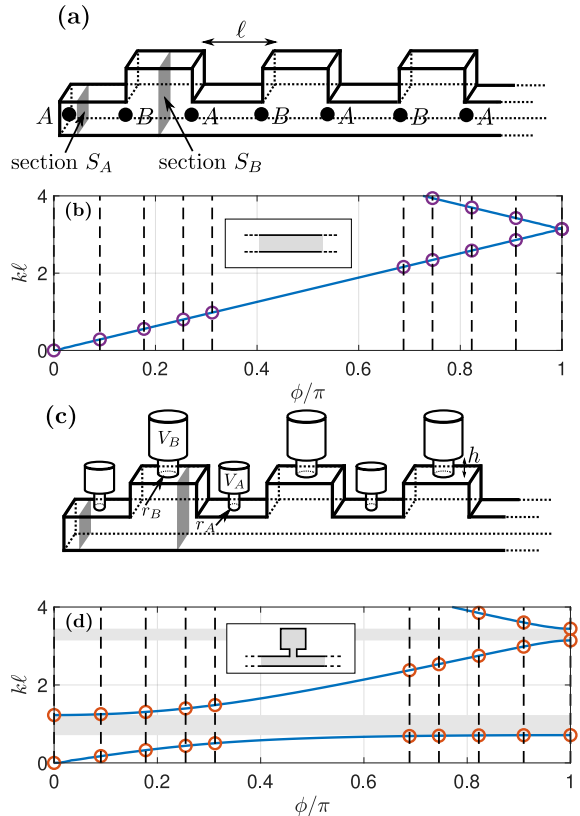 (a)
ℓ
A B A B A B A
section S_A section S_B
(b)
4
2
0
kℓ
0 0.2 0.4 0.6 0.8 1
ϕ/π
(c)
V_B
h
V_A
r_B r_A
(d)
4
2
0
kℓ
0 0.2 0.4 0.6 0.8 1
ϕ/π